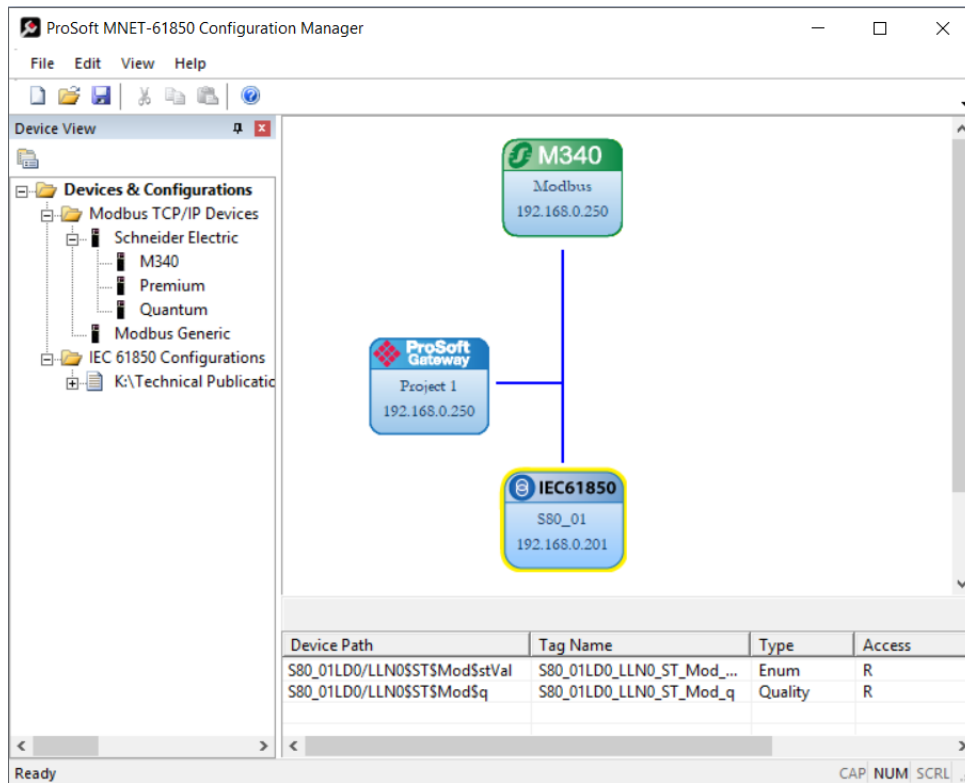 ProSoft MNET-61850 Configuration Manager
File Edit View Help
Device View
Devices & Configurations
Modbus TCP/IP Devices
Schneider Electric
M340
Premium
Quantum
Modbus Generic
IEC 61850 Configurations
K:\Technical Publicatic
M340
Modbus
192.168.0.250
ProSoft
Gateway
Project 1
192.168.0.250
IEC61850
S80_01
192.168.0.201
Device Path Tag Name Type Access
S80_01LD0/LLN0$ST$Mod$stVal S80_01LD0_LLN0_ST_Mod_... Enum R
S80_01LD0/LLN0$ST$Mod$q S80_01LD0_LLN0_ST_Mod_q Quality R
Ready CAP NUM SCRL